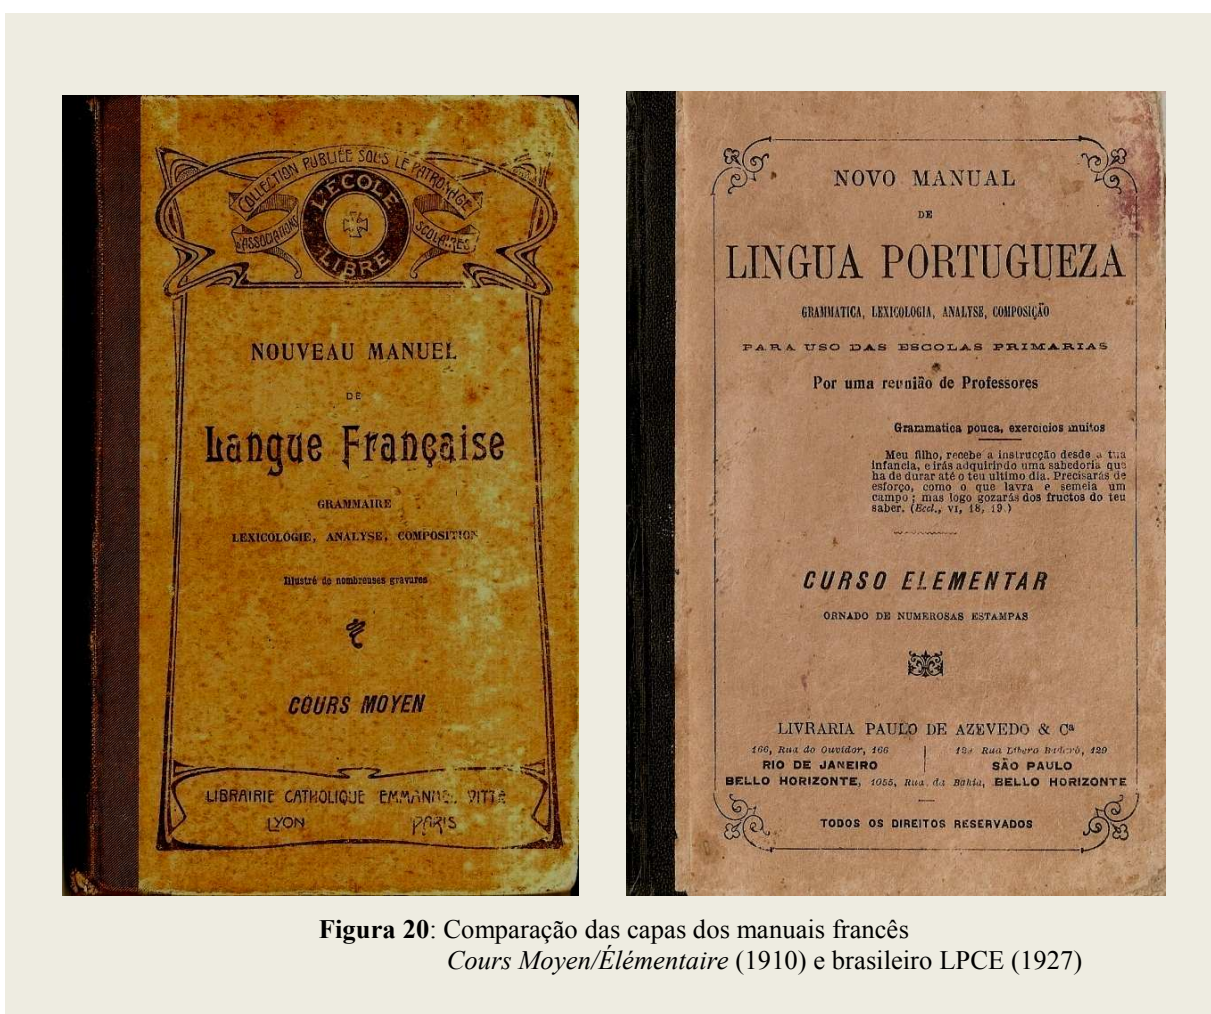 COLLECTION PUBLIÉE SOUS LE PATRONAGE
ASSOCIATIONS SCOLAIRES
L'ECOLE
LIBRE
NOUVEAU MANUEL
DE
Langue Française
GRAMMAIRE
LEXICOLOGIE, ANALYSE, COMPOSITION
Illustré de nombreuses gravures
COURS MOYEN
LIBRAIRIE CATHOLIQUE EMMANUEL VITTE
LYON PARIS
NOVO MANUAL
DE
LINGUA PORTUGUEZA
GRAMMATICA, LEXICOLOGIA, ANALYSE, COMPOSIÇÃO
PARA USO DAS ESCOLAS PRIMARIAS
Por uma reunião de Professores
Grammatica pouca, exercicios muitos
Meu filho, recebe a instrucção desde a tua
infancia, e irás adquirindo uma sabedoria que
ha de durar até o teu ultimo dia. Precisarás de
esforço, como o que lavra e semeia um
campo ; mas logo gozarás dos fructos do teu
saber. (Eccl., VI, 18, 19.)
CURSO ELEMENTAR
ORNADO DE NUMEROSAS ESTAMPAS
LIVRARIA PAULO DE AZEVEDO & Cª
166, Rua do Ouvidor, 166
RIO DE JANEIRO
129 Rua Libero Badaró, 129
SÃO PAULO
BELLO HORIZONTE, 1055, Rua da Bahia, BELLO HORIZONTE
TODOS OS DIREITOS RESERVADOS
Figura 20: Comparação das capas dos manuais francês
Cours Moyen/Élémentaire (1910) e brasileiro LPCE (1927)